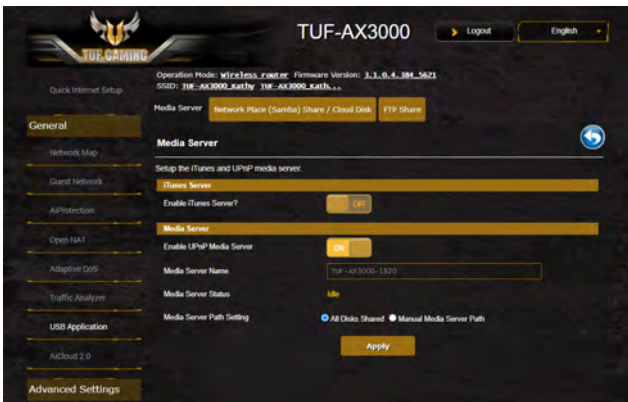 TUF GAMING
TUF-AX3000
Logout
English
Operation Mode: Wireless router Firmware Version: 3.1.0.4.384_5621
SSID: TUF-AX3000_Kathy TUF-AX3000_Kath...
Quick Internet Setup
General
Network Map
Guest Network
AiProtection
Open NAT
Adaptive QoS
Traffic Analyzer
USB Application
AiCloud 2.0
Advanced Settings
Media Server
Network Place (Samba) Share / Cloud Disk
FTP Share
Media Server
Setup the iTunes and UPnP media server.
iTunes Server
Enable iTunes Server?
OFF
Media Server
Enable UPnP Media Server
ON
Media Server Name
TUF-AX3000-1820
Media Server Status
Idle
Media Server Path Setting
All Disks Shared
Manual Media Server Path
Apply